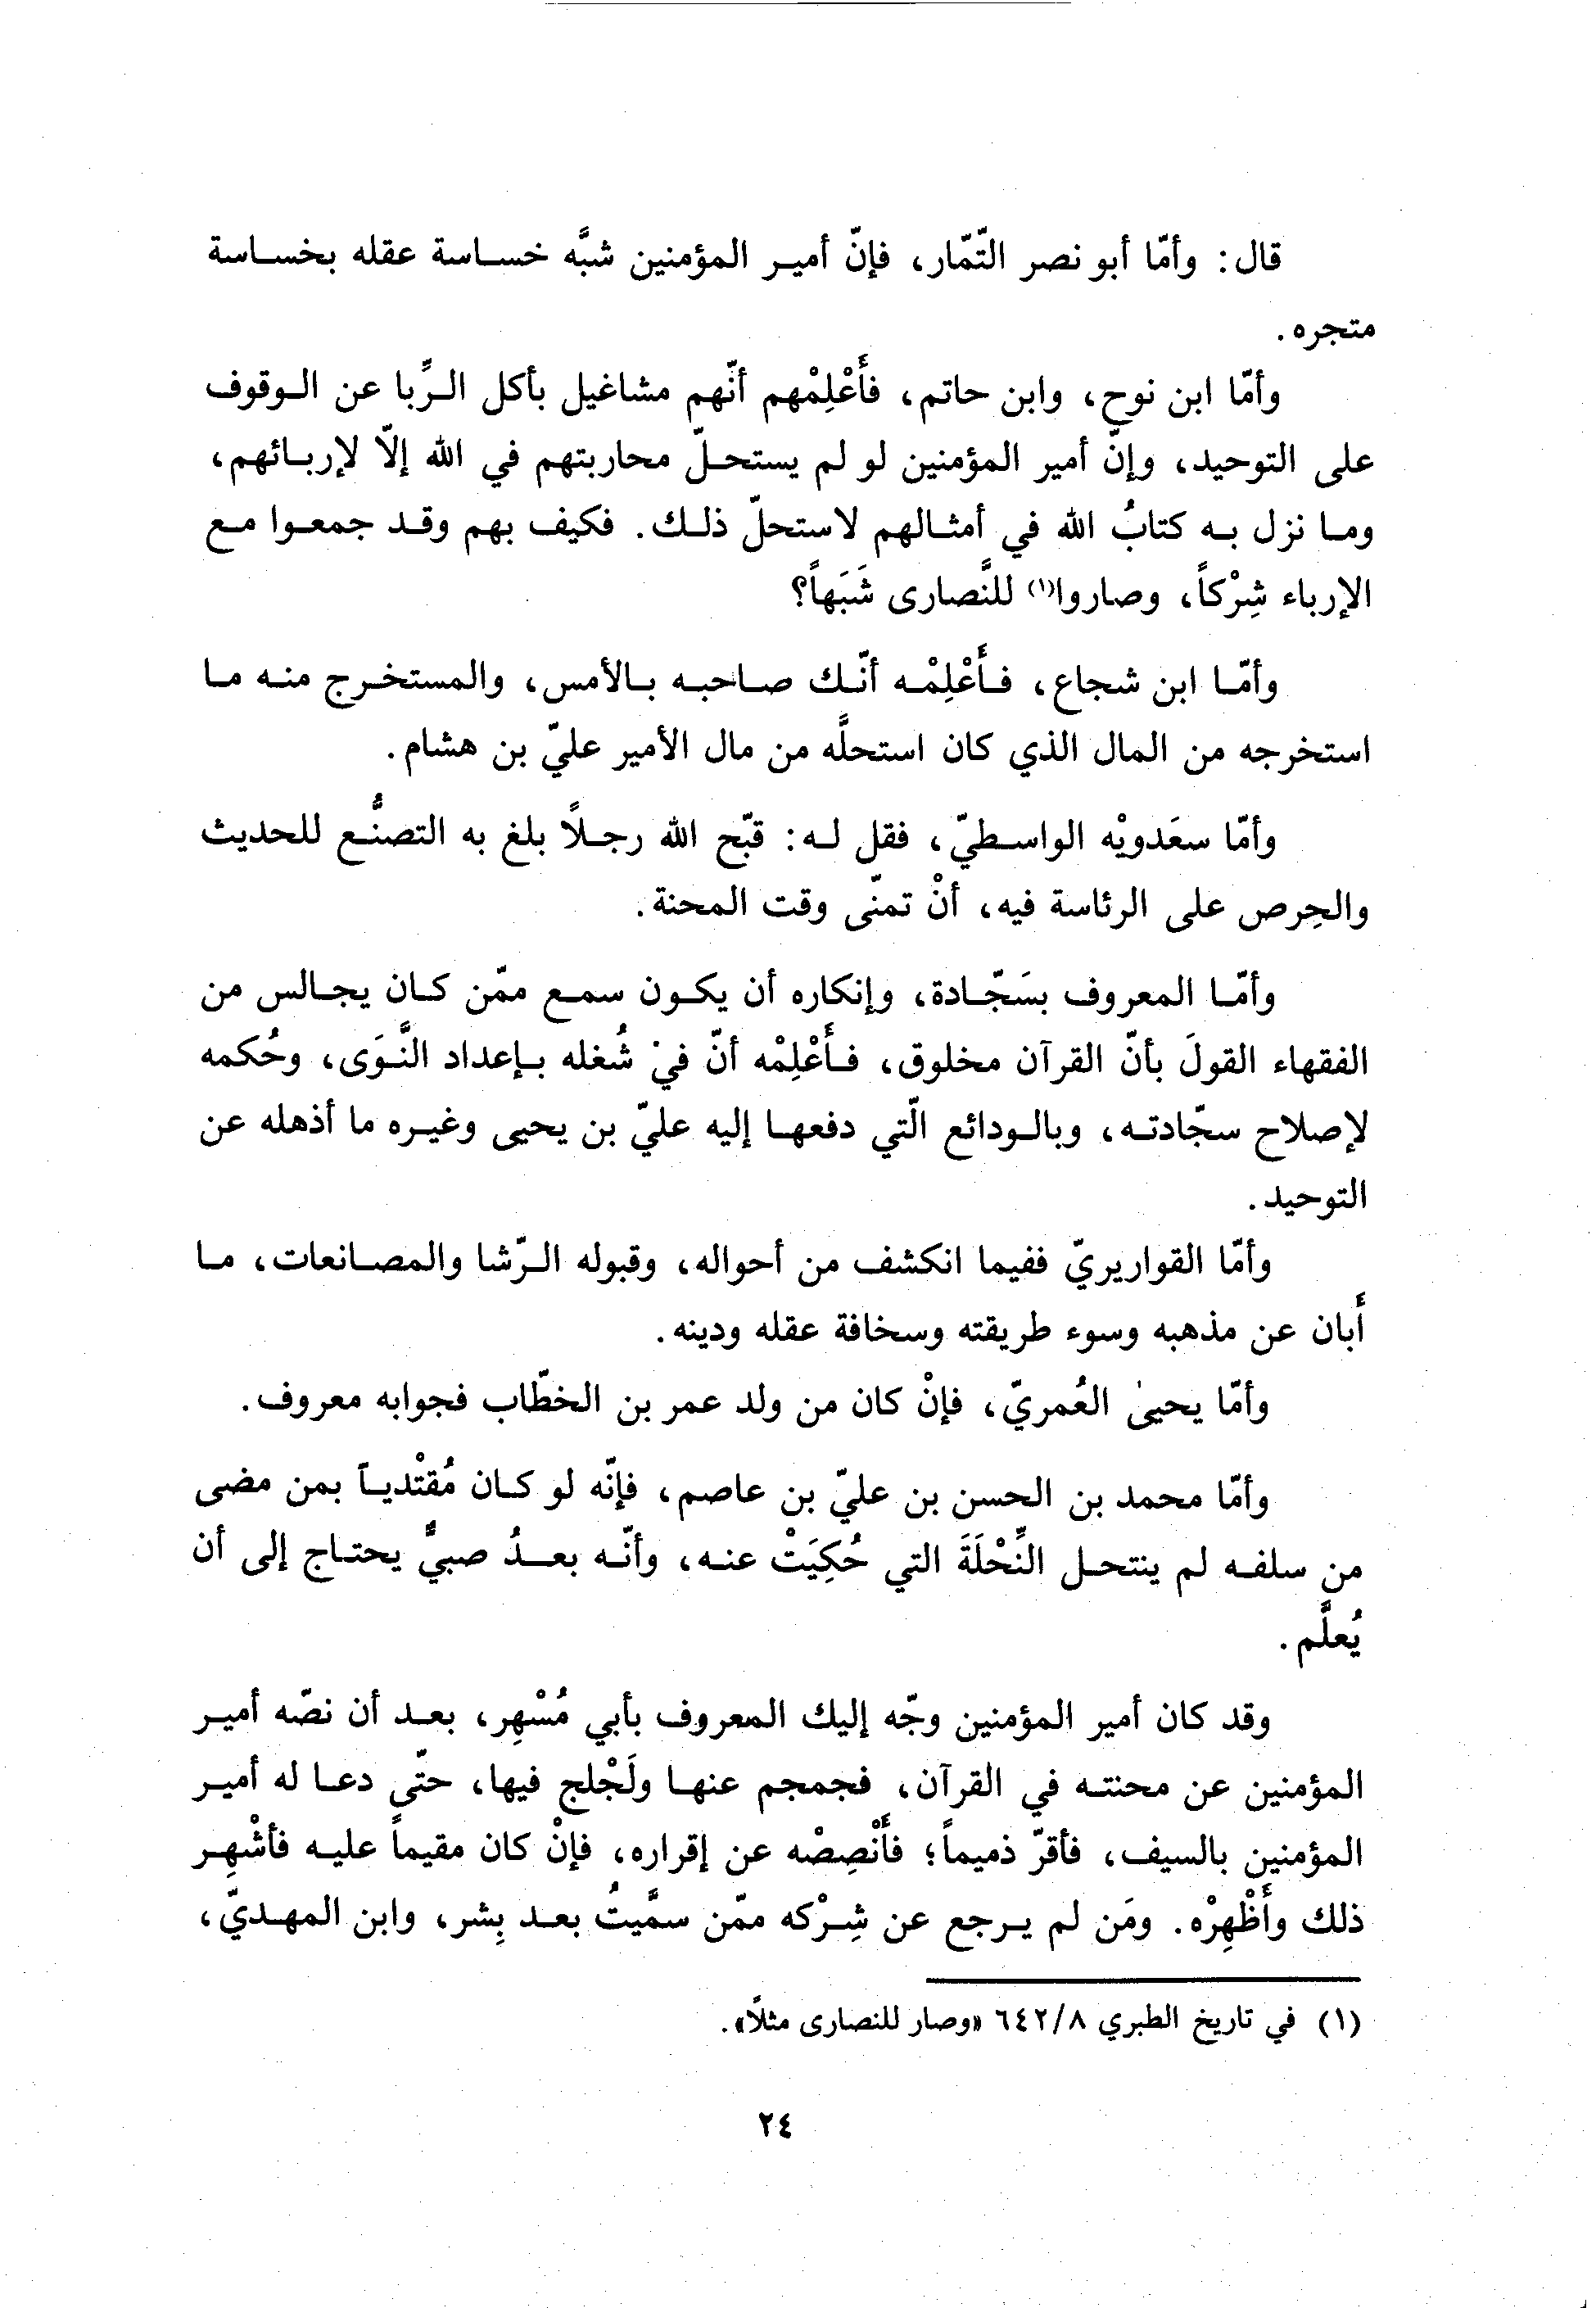 قال: وأمّا أبو نصر التّمّار، فإنّ أمير المؤمنين شبَّه خساسة عقله بخساسة
متجره.
وأمّا ابن نوح، وابن حاتم، فأَعْلِمْهم أنّهم مشاغيل بأكل الرِّبا عن الوقوف
على التوحيد، وإنّ أمير المؤمنين لو لم يستحلّ محاربتهم في الله إلّا لإربائهم،
وما نزل به كتابُ الله في أمثالهم لاستحلّ ذلك. فكيف بهم وقد جمعوا مع
الإرباء شِرْكاً، وصاروا(١) للنَّصارى شَبَهاً؟
وأمّا ابن شجاع، فأَعْلِمْه أنّك صاحبه بالأمس، والمستخرج منه ما
استخرجه من المال الذي كان استحلَّه من مال الأمير عليّ بن هشام.
وأمّا سعَدويْه الواسطيّ، فقل له: قبّح الله رجلاً بلغ به التصنُّع للحديث
والحِرص على الرئاسة فيه، أنْ تمنّى وقت المحنة.
وأمّا المعروف بسَجّادة، وإنكاره أن يكون سمع ممّن كان يجالس من
الفقهاء القولَ بأنّ القرآن مخلوق، فأَعْلِمْه أنّ في شُغله بإعداد النَّوَى، وحُكمه
لإصلاح سجّادته، وبالودائع الّتي دفعها إليه عليّ بن يحيى وغيره ما أذهله عن
التوحيد.
وأمّا القواريريّ ففيما انكشف من أحواله، وقبوله الرّشا والمصانعات، ما
أَبان عن مذهبه وسوء طريقته وسخافة عقله ودينه.
وأمّا يحيىٰ العُمريّ، فإنْ كان من ولد عمر بن الخطّاب فجوابه معروف.
وأمّا محمد بن الحسن بن عليّ بن عاصم، فإنّه لو كان مُقتْدياً بمن مضى
من سلفه لم ينتحل النِّحْلَةَ التي حُكِيَتْ عنه، وأنّه بعدُ صبيٌّ يحتاج إلى أن
يُعلَّم.
وقد كان أمير المؤمنين وجّه إليك المعروف بأبي مُسْهِر، بعد أن نصّه أمير
المؤمنين عن محنته في القرآن، فجمجم عنها ولَجْلج فيها، حتّى دعا له أمير
المؤمنين بالسيف، فأقرّ ذميماً؛ فأَنْصِصْه عن إقراره، فإنْ كان مقيماً عليه فأشْهِر
ذلك وأَظْهِرْه. ومَن لم يرجع عن شِرْكه ممّن سمَّيتُ بعد بِشر، وابن المهديّ،
(١) في تاريخ الطبري ٦٤٢/٨ «وصار للنصارى مثلاً».
٢٤